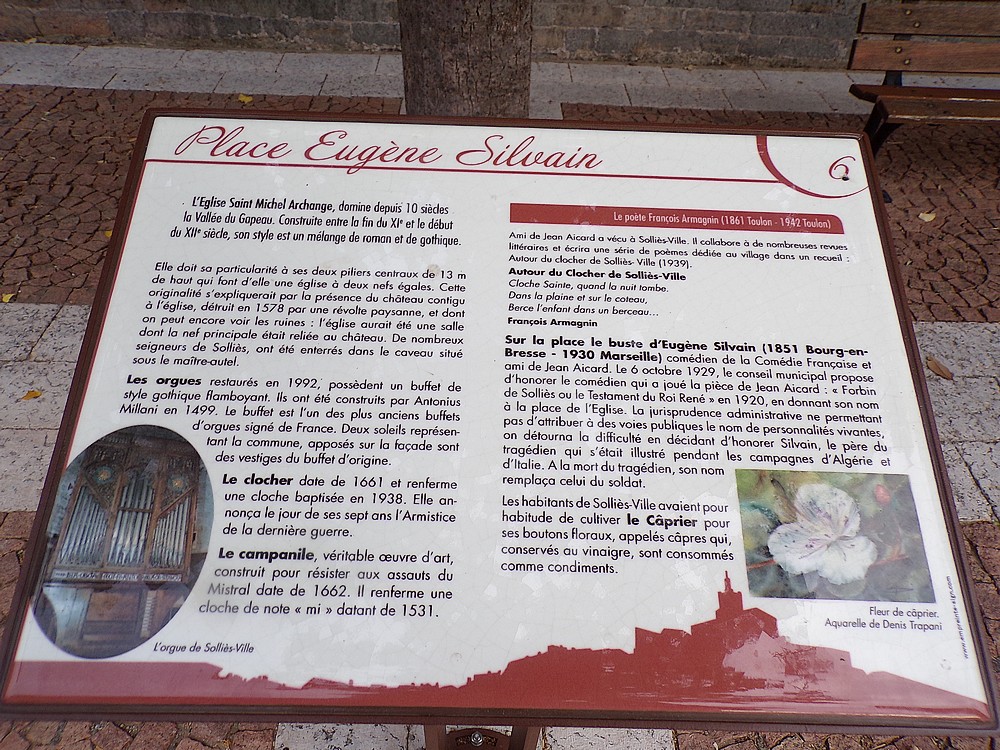 Place Eugène Silvain
6
L'Eglise Saint Michel Archange, domine depuis 10 siècles
la Vallée du Gapeau. Construite entre la fin du XIe et le début
du XIIe siècle, son style est un mélange de roman et de gothique.
Elle doit sa particularité à ses deux piliers centraux de 13 m
de haut qui font d'elle une église à deux nefs égales. Cette
originalité s'expliquerait par la présence du château contigu
à l'église, détruit en 1578 par une révolte paysanne, et dont
on peut encore voir les ruines : l'église aurait été une salle
dont la nef principale était reliée au château. De nombreux
seigneurs de Solliès, ont été enterrés dans le caveau situé
sous le maître-autel.
Les orgues restaurés en 1992, possèdent un buffet de
style gothique flamboyant. Ils ont été construits par Antonius
Millani en 1499. Le buffet est l'un des plus anciens buffets
d'orgues signé de France. Deux soleils représen-
tant la commune, apposés sur la façade sont
des vestiges du buffet d'origine.
Le clocher date de 1661 et renferme
une cloche baptisée en 1938. Elle an-
nonça le jour de ses sept ans l'Armistice
de la dernière guerre.
Le campanile, véritable œuvre d'art,
construit pour résister aux assauts du
Mistral date de 1662. Il renferme une
cloche de note « mi » datant de 1531.
L'orgue de Solliès-Ville
Le poète François Armagnin (1861 Toulon - 1942 Toulon)
Ami de Jean Aicard a vécu à Solliès-Ville. Il collabore à de nombreuses revues
littéraires et écrira une série de poèmes dédiée au village dans un recueil :
Autour du clocher de Solliès- Ville (1939).
Autour du Clocher de Solliès-Ville
Cloche Sainte, quand la nuit tombe.
Dans la plaine et sur le coteau,
Berce l'enfant dans un berceau...
François Armagnin
Sur la place le buste d'Eugène Silvain (1851 Bourg-en-
Bresse - 1930 Marseille) comédien de la Comédie Française et
ami de Jean Aicard. Le 6 octobre 1929, le conseil municipal propose
d'honorer le comédien qui a joué la pièce de Jean Aicard : « Forbin
de Solliès ou le Testament du Roi René » en 1920, en donnant son nom
à la place de l'Eglise. La jurisprudence administrative ne permettant
pas d'attribuer à des voies publiques le nom de personnalités vivantes,
on détourna la difficulté en décidant d'honorer Silvain, le père du
tragédien qui s'était illustré pendant les campagnes d'Algérie et
d'Italie. A la mort du tragédien, son nom
remplaça celui du soldat.
Les habitants de Solliès-Ville avaient pour
habitude de cultiver le Câprier pour
ses boutons floraux, appelés câpres qui,
conservés au vinaigre, sont consommés
comme condiments.
Fleur de câprier.
Aquarelle de Denis Trapani
www.empreinte-sign.com